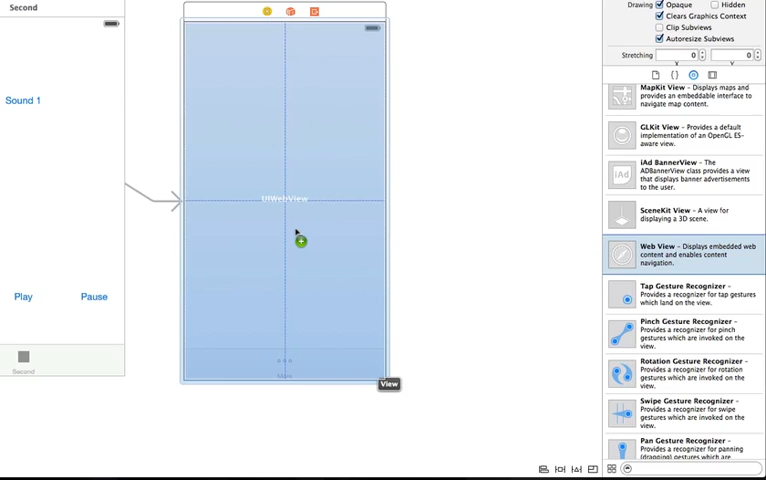 Second
Sound 1
Play
Pause
Second
UIWebView
More
View
Drawing Opaque Hidden
Clears Graphics Context
Clip Subviews
Autoresize Subviews
Stretching 0 0
X Y
MapKit View – Displays maps and
provides an embeddable interface to
navigate map content.
GLKit View – Provides a default
implementation of an OpenGL ES-
aware view.
iAd BannerView – The
ADBannerView class provides a view
that displays banner advertisements
to the user.
SceneKit View – A view for
displaying a 3D scene.
Web View – Displays embedded web
content and enables content
navigation.
Tap Gesture Recognizer –
Provides a recognizer for tap gestures
which land on the view.
Pinch Gesture Recognizer –
Provides a recognizer for pinch
gestures which are invoked on the
view.
Rotation Gesture Recognizer –
Provides a recognizer for rotation
gestures which are invoked on the
view.
Swipe Gesture Recognizer –
Provides a recognizer for swipe
gestures which are invoked on the
view.
Pan Gesture Recognizer –
Provides a recognizer for panning
(dragging) gestures which are
iAd